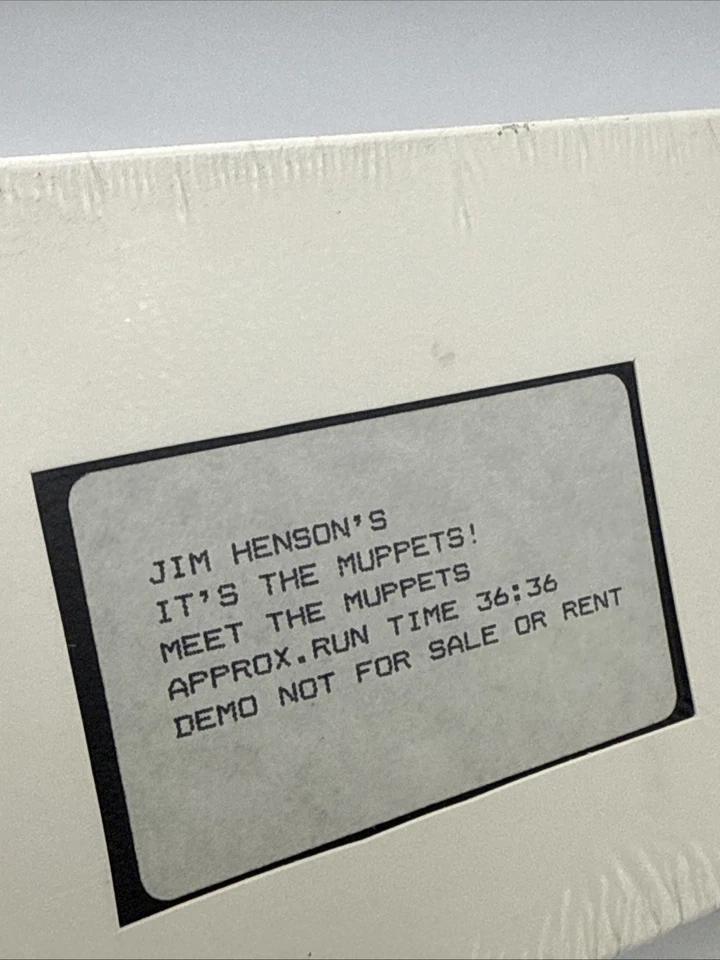 JIM HENSON'S
IT'S THE MUPPETS!
MEET THE MUPPETS
APPROX.RUN TIME 36:36
DEMO NOT FOR SALE OR RENT